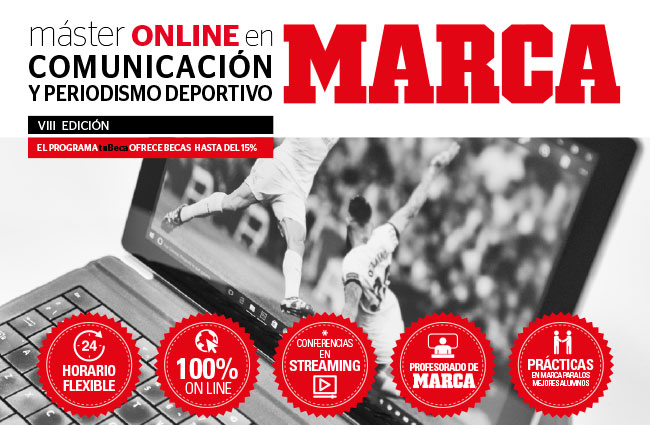 máster ONLINE en
COMUNICACIÓN
Y PERIODISMO DEPORTIVO
MARCA
VIII EDICIÓN
EL PROGRAMA tuBeca OFRECE BECAS HASTA DEL 15%
24
HORARIO
FLEXIBLE
100%
ON LINE
*
CONFERENCIAS
EN
STREAMING
PROFESORADO DE
MARCA
PRÁCTICAS
EN MARCA PARA LOS
MEJORES ALUMNOS